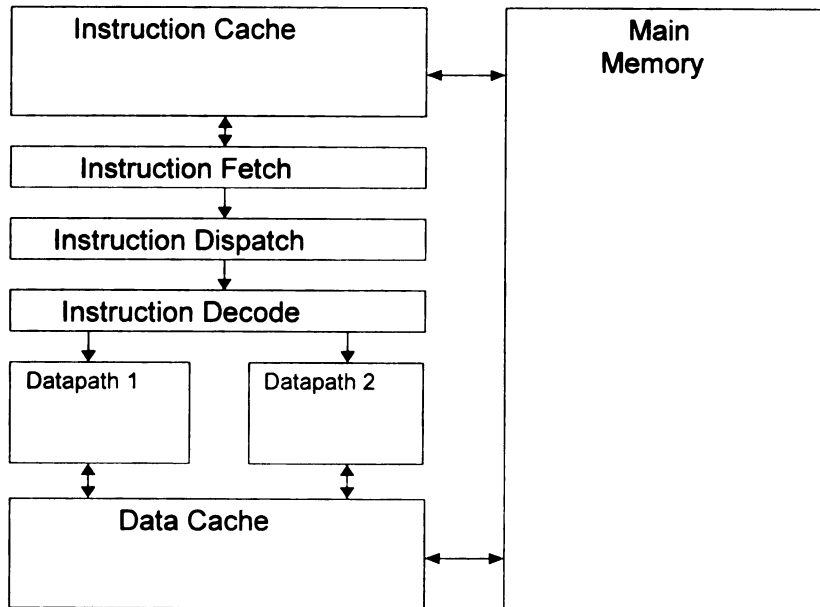 Instruction Cache
Main
Memory
Instruction Fetch
Instruction Dispatch
Instruction Decode
Datapath 1
Datapath 2
Data Cache